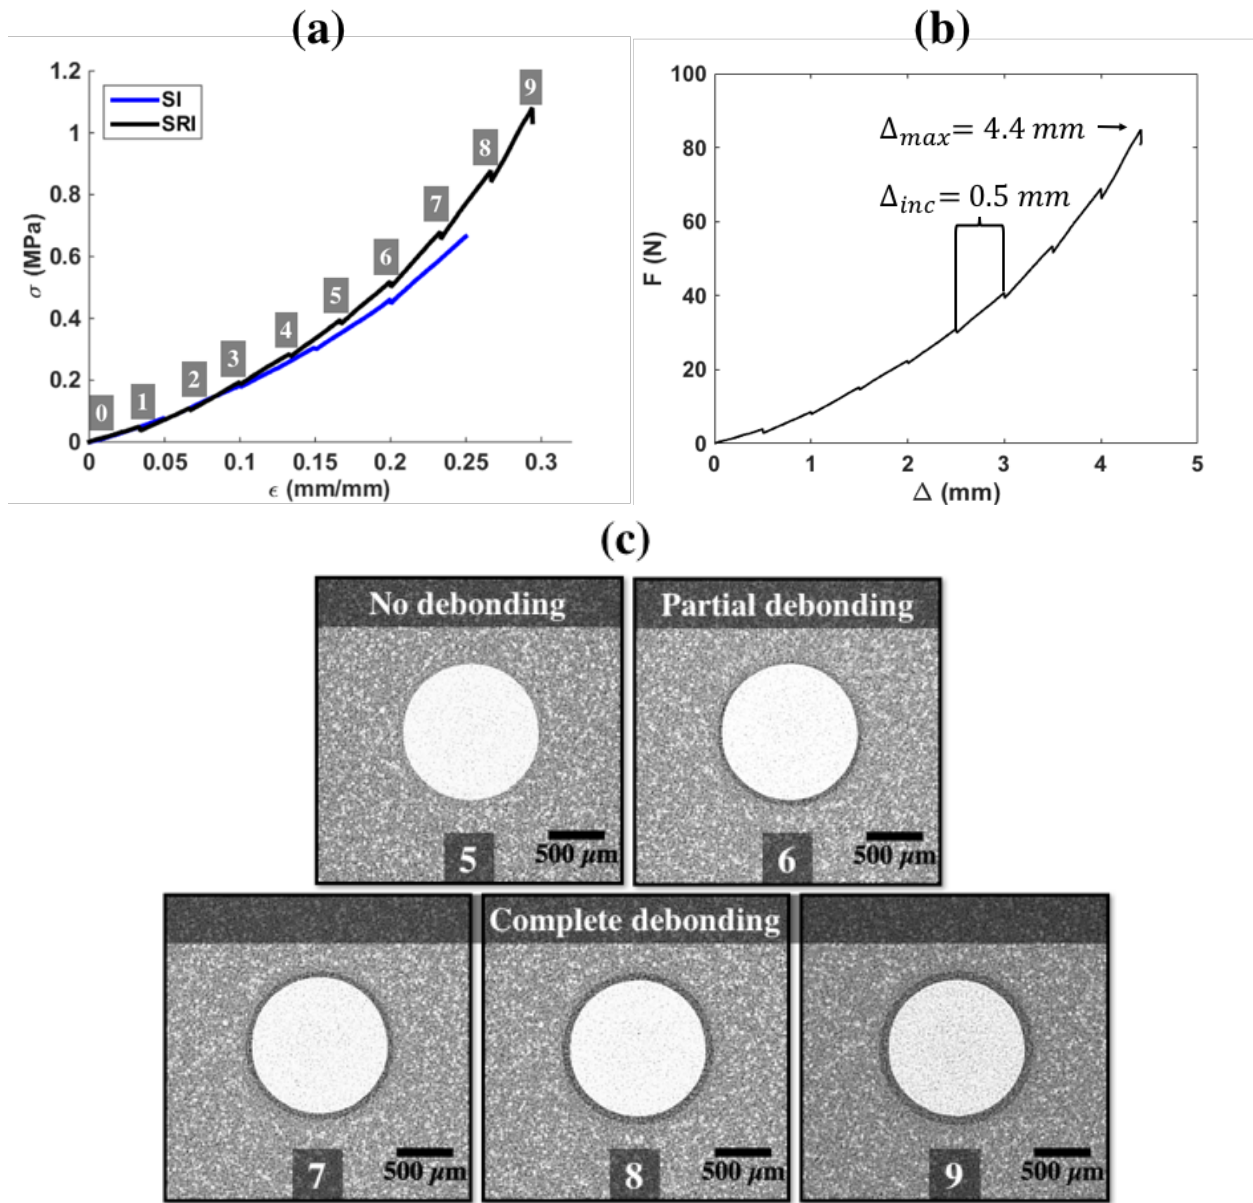 (a)
(b)
1.2
1
0.8
0.6
0.4
0.2
0
σ (MPa)
SI
SRI
0
1
2
3
4
5
6
7
8
9
0
0.05
0.1
0.15
0.2
0.25
0.3
ϵ (mm/mm)
100
80
60
40
20
0
F (N)
Δmax= 4.4 mm
Δinc= 0.5 mm
0
1
2
3
4
5
Δ (mm)
(c)
No debonding
5
500 μm
Partial debonding
6
500 μm
Complete debonding
7
500 μm
8
500 μm
9
500 μm